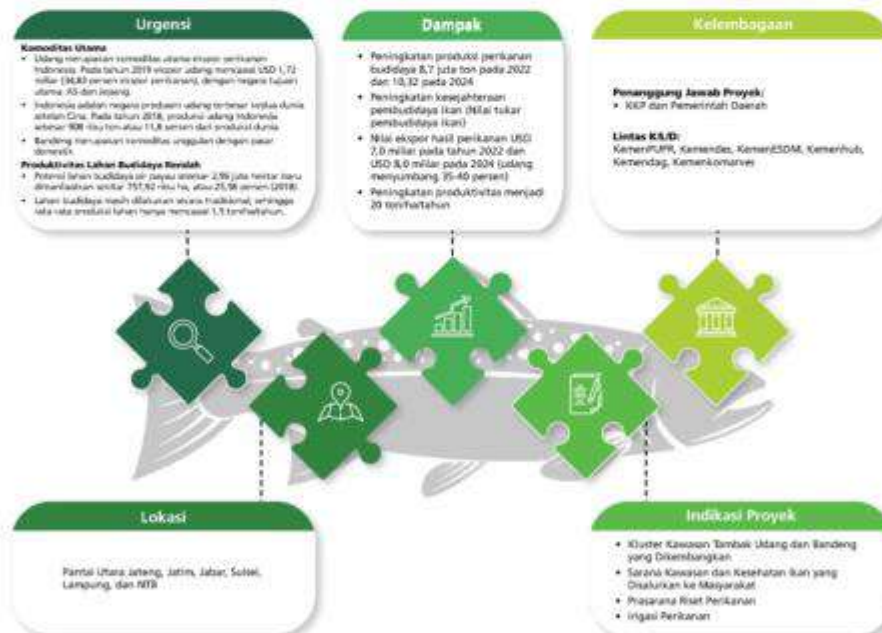 Urgensi
Komoditas Utama
• Udang merupakan komoditas utama ekspor perikanan
Indonesia. Pada tahun 2019 ekspor udang mencapai USD 1,72
miliar (34,83 persen ekspor perikanan), dengan negara tujuan
utama: AS dan Jepang.
• Indonesia adalah negara produsen udang terbesar kedua dunia
setelah Cina. Pada tahun 2018, produksi udang Indonesia
sebesar 908 ribu ton atau 11,8 persen dari produksi dunia.
• Bandeng merupakan komoditas unggulan dengan pasar
domestik.
Produktivitas Lahan Budidaya Rendah
• Potensi lahan budidaya air payau sebesar 2,96 juta hektar baru
dimanfaatkan sekitar ribu ha, atau persen (2018).
• Lahan budidaya masih dilakukan secara tradisional, sehingga
rata-rata produksi lahan hanya mencapai ton/ha/tahun.
Dampak
• Peningkatan produksi perikanan
budidaya 8,7 juta ton pada 2022
dan 10,32 pada 2024
• Peningkatan kesejahteraan
pembudidaya ikan (Nilai tukar
pembudidaya ikan)
• Nilai ekspor hasil perikanan USD
7,0 miliar pada tahun 2022 dan
USD 8,0 miliar pada 2024 (udang
menyumbang 35-40 persen)
• Peningkatan produktivitas menjadi
20 ton/ha/tahun
Kelembagaan
Penanggung Jawab Proyek:
• KKP dan Pemerintah Daerah
Lintas K/L/D:
KemenPUPR, Kemendes, KemenESDM, Kemenhub,
Kemendag, Kemenkomarves
Lokasi
Pantai Utara Jateng, Jatim, Jabar, Sulsel,
Lampung, dan NTB
Indikasi Proyek
• Kluster Kawasan Tambak Udang dan Bandeng
yang Dikembangkan
• Sarana Kawasan dan Kesehatan Ikan yang
Disalurkan ke Masyarakat
• Prasarana Riset Perikanan
• Irigasi Perikanan